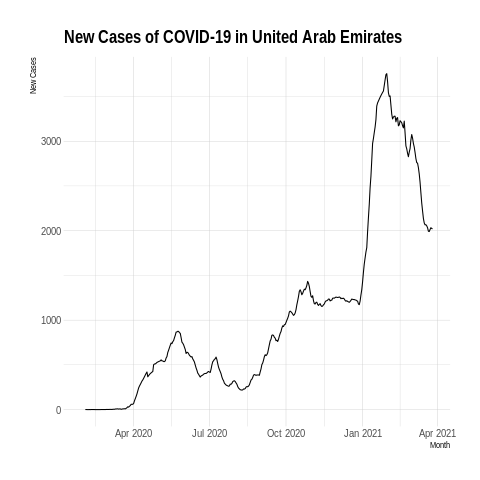 New Cases of COVID-19 in United Arab Emirates
New Cases
3000
2000
1000
0
Apr 2020 Jul 2020 Oct 2020 Jan 2021 Apr 2021
Month